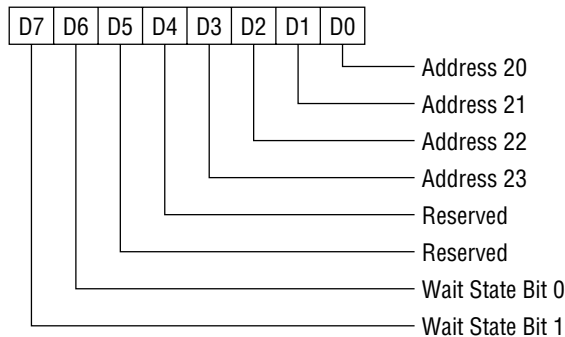 D7 D6 D5 D4 D3 D2 D1 D0
Address 20
Address 21
Address 22
Address 23
Reserved
Reserved
Wait State Bit 0
Wait State Bit 1